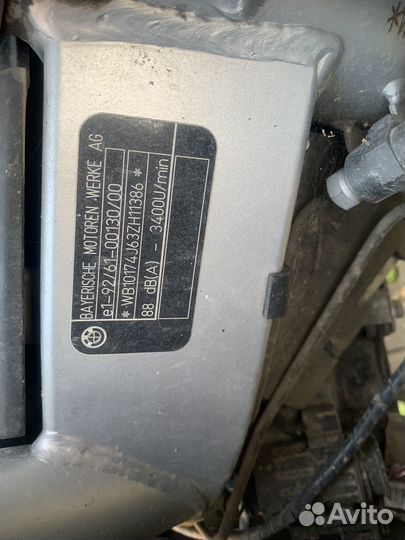 BAYERISCHE MOTOREN WERKE AG
e1-92/61-00130/00
*WB10174J63ZH11386*
88 dB(A) - 3400U/min
Avito